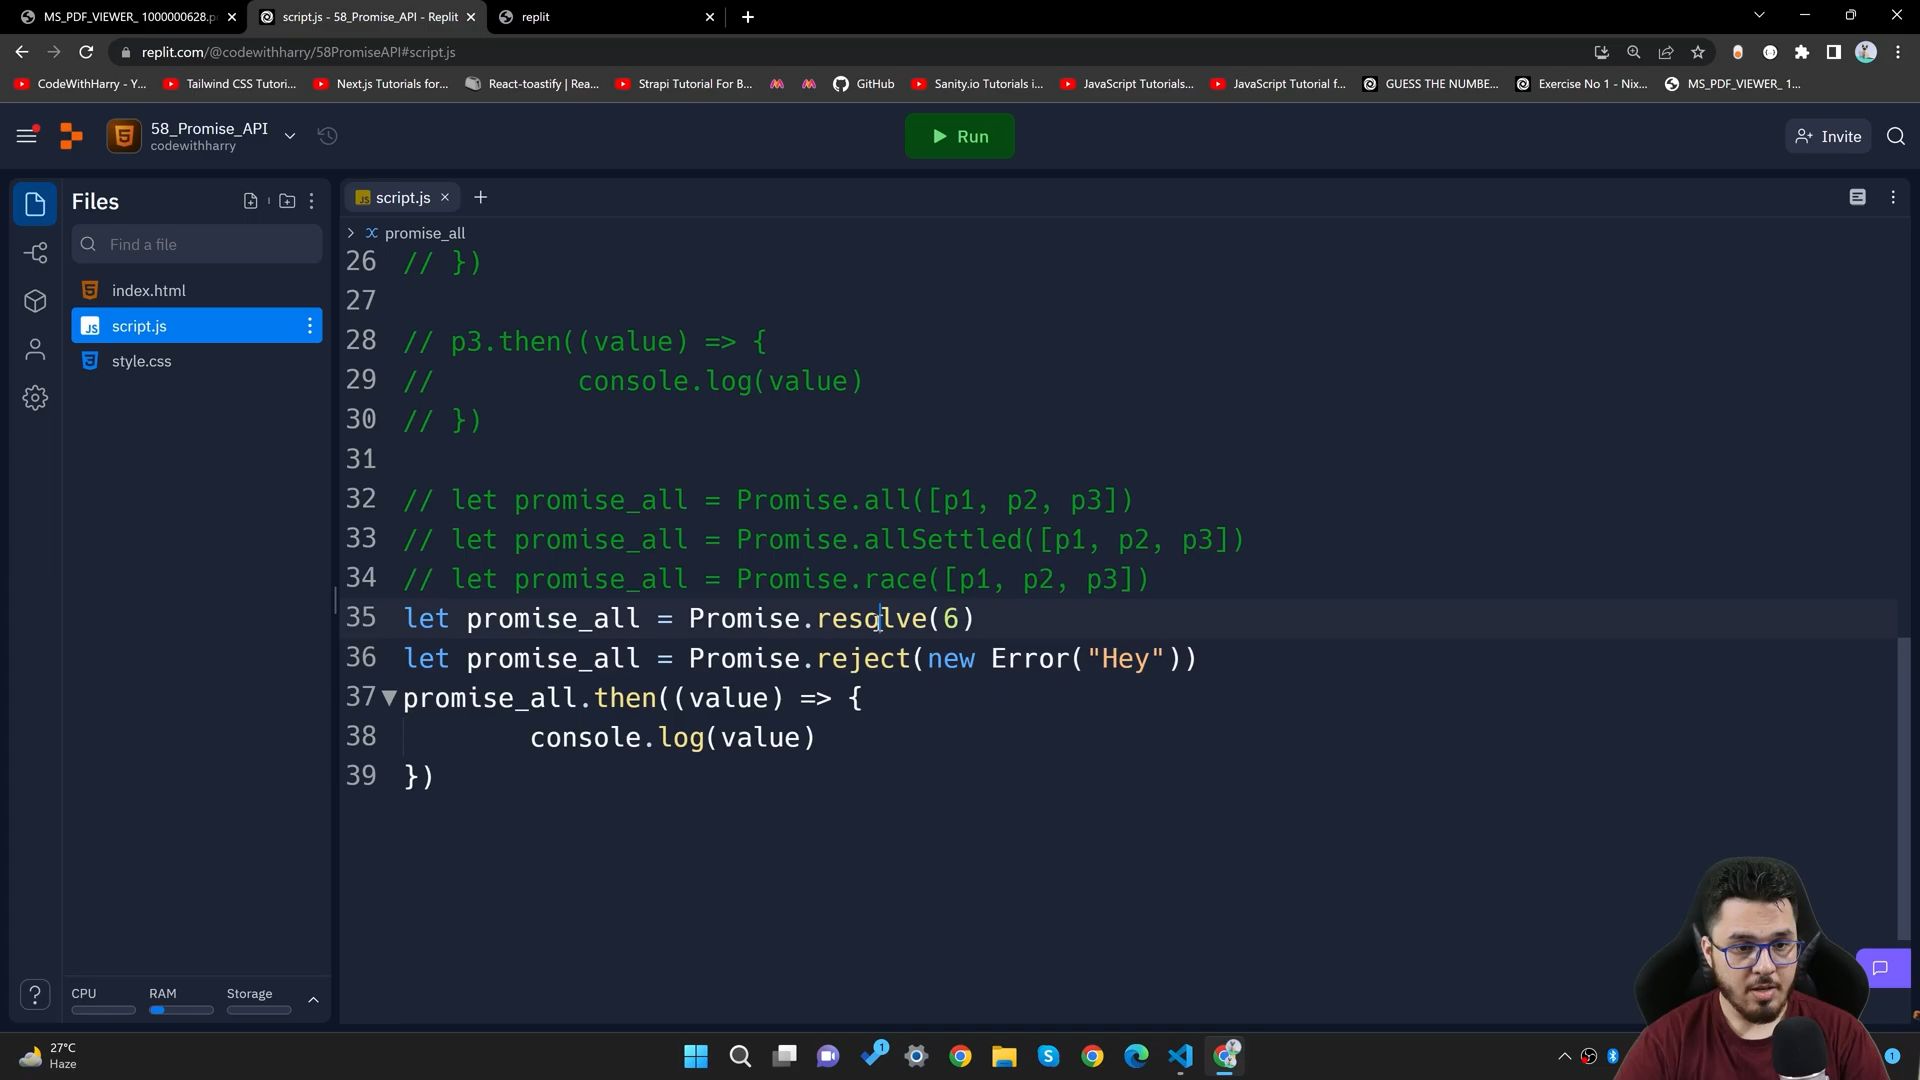 MS_PDF_VIEWER_ 1000000628.p
script.js - 58_Promise_API - Replit
replit
replit.com/@codewithharry/58PromiseAPI#script.js
CodeWithHarry - Y...
Tailwind CSS Tutori...
Next.js Tutorials for...
React-toastify | Rea...
Strapi Tutorial For B...
GitHub
Sanity.io Tutorials i...
JavaScript Tutorials...
JavaScript Tutorial f...
GUESS THE NUMBE...
Exercise No 1 - Nix...
MS_PDF_VIEWER_ 1...
58_Promise_API
codewithharry
Run
Invite
Files
Find a file
index.html
script.js
style.css
script.js
promise_all
26 // })
27
28 // p3.then((value) => {
29 // console.log(value)
30 // })
31
32 // let promise_all = Promise.all([p1, p2, p3])
33 // let promise_all = Promise.allSettled([p1, p2, p3])
34 // let promise_all = Promise.race([p1, p2, p3])
35 let promise_all = Promise.resolve(6)
36 let promise_all = Promise.reject(new Error("Hey"))
37 promise_all.then((value) => {
38 console.log(value)
39 })
CPU
RAM
Storage
27°C
Haze
1
1